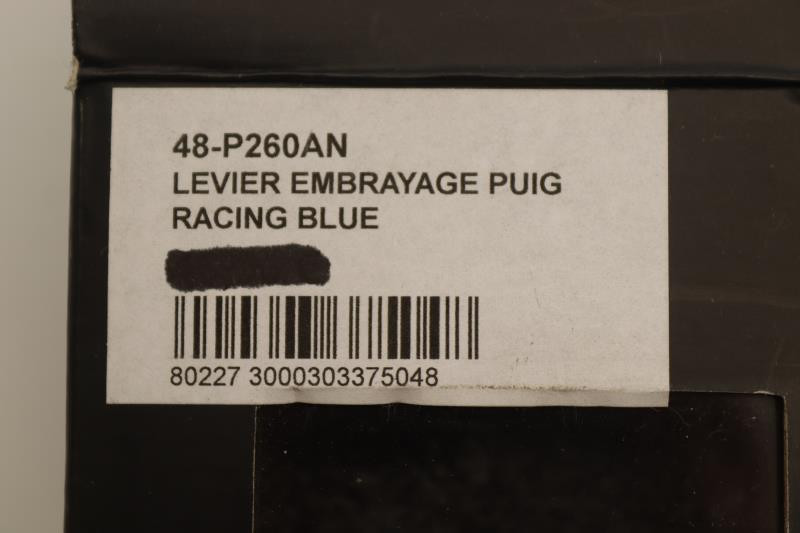 48-P260AN
LEVIER EMBRAYAGE PUIG
RACING BLUE
80227 3000303375048